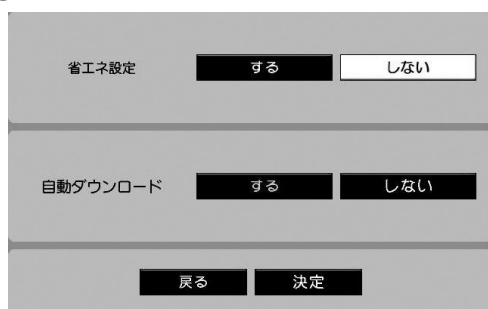 省エネ設定 する しない
自動ダウンロード する しない
戻る 決定